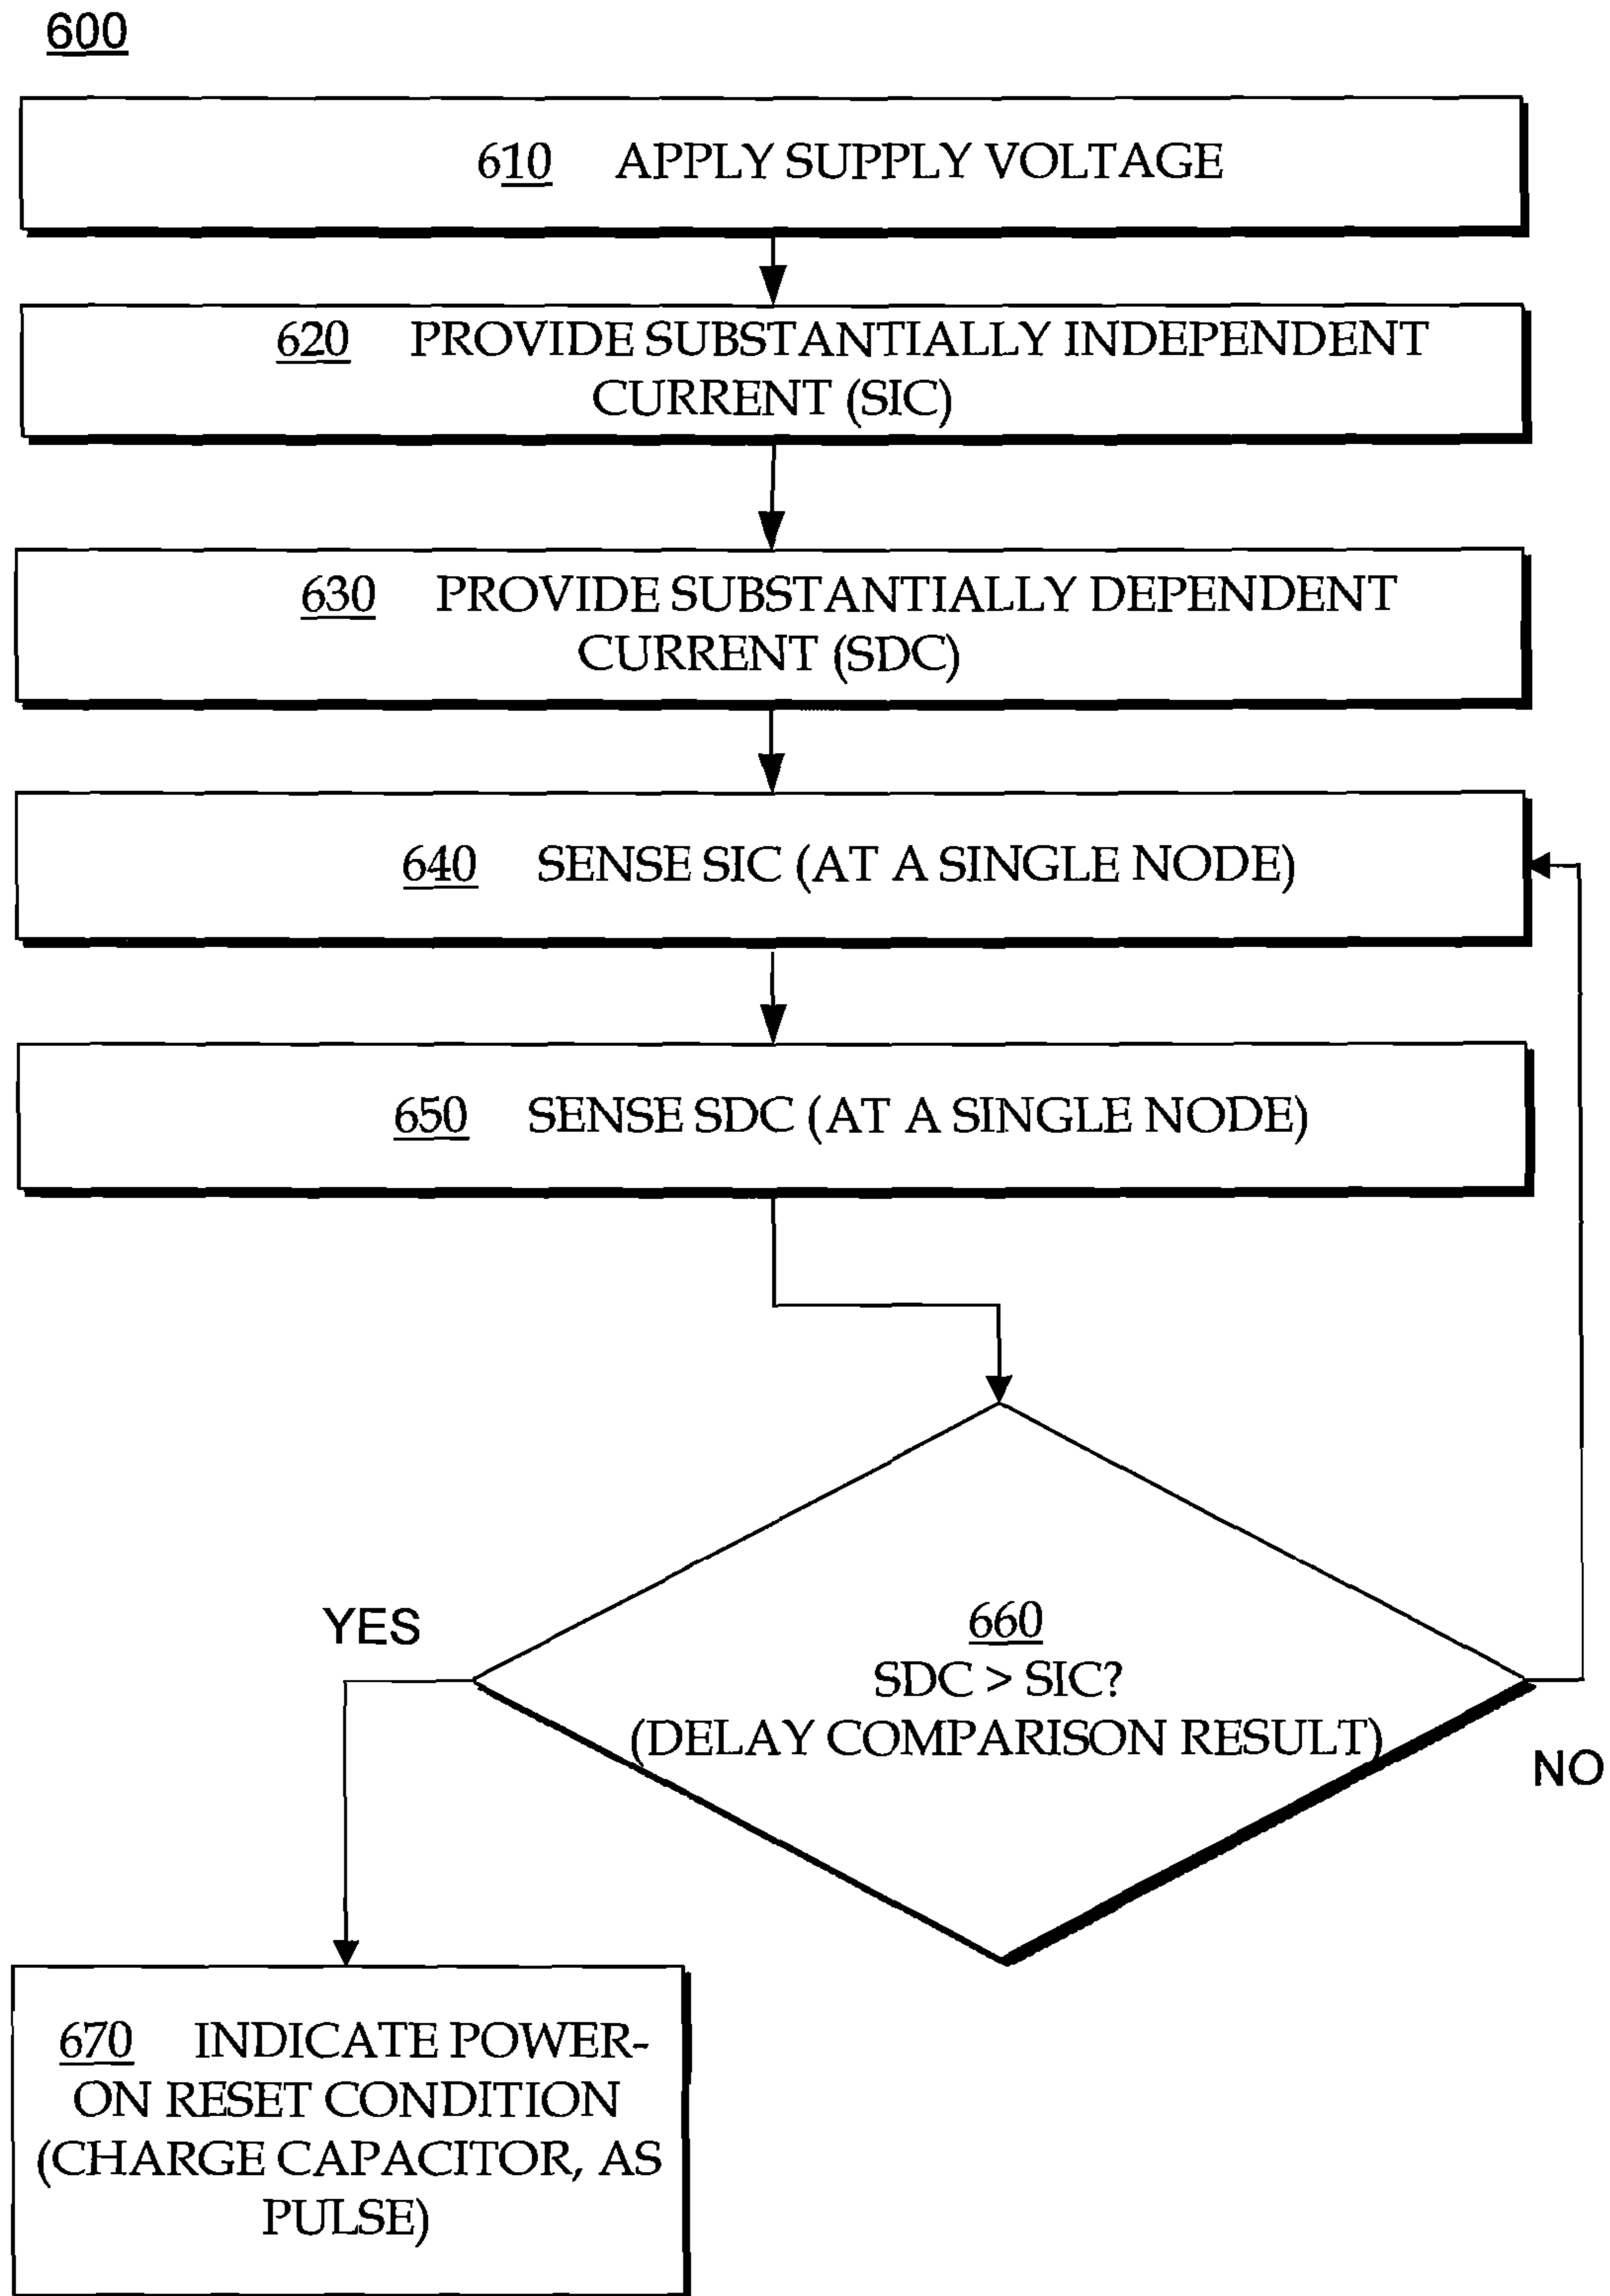 600
610 APPLY SUPPLY VOLTAGE
620 PROVIDE SUBSTANTIALLY INDEPENDENT
CURRENT (SIC)
630 PROVIDE SUBSTANTIALLY DEPENDENT
CURRENT (SDC)
640 SENSE SIC (AT A SINGLE NODE)
650 SENSE SDC (AT A SINGLE NODE)
YES
660
SDC > SIC?
(DELAY COMPARISON RESULT)
NO
670 INDICATE POWER-
ON RESET CONDITION
(CHARGE CAPACITOR, AS
PULSE)